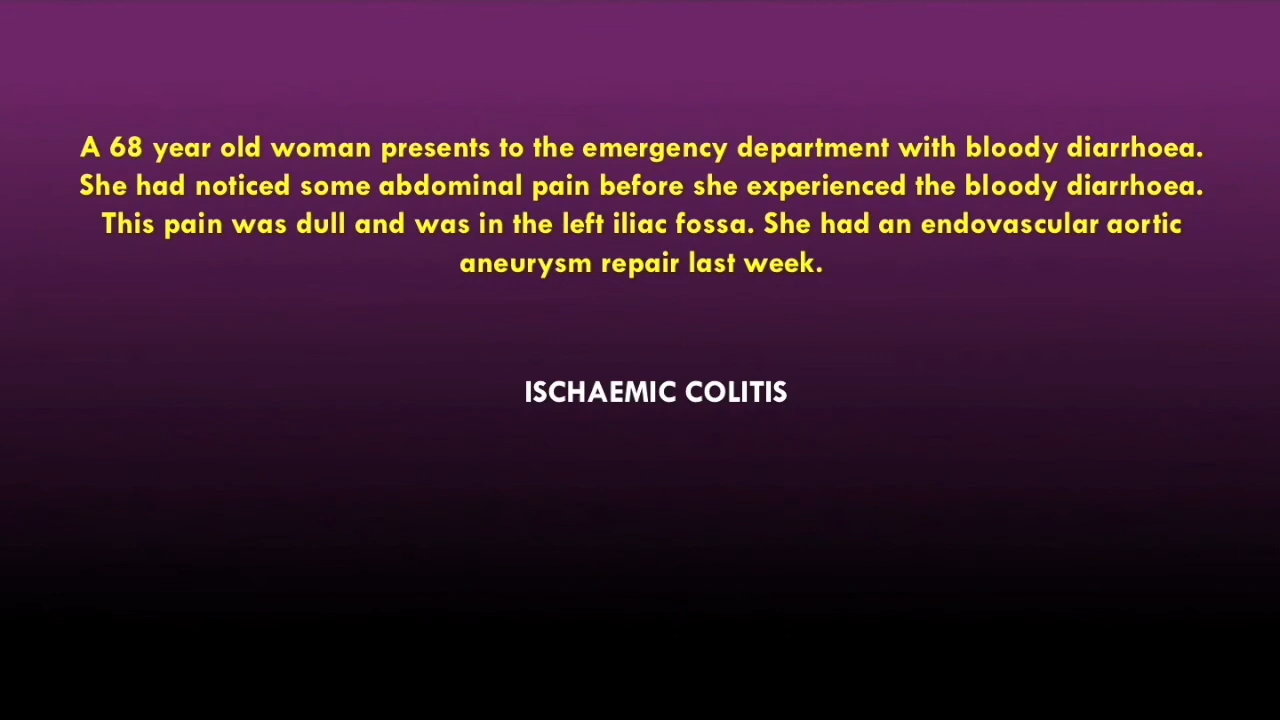 A 68 year old woman presents to the emergency department with bloody diarrhoea.
She had noticed some abdominal pain before she experienced the bloody diarrhoea.
This pain was dull and was in the left iliac fossa. She had an endovascular aortic
aneurysm repair last week.
ISCHAEMIC COLITIS